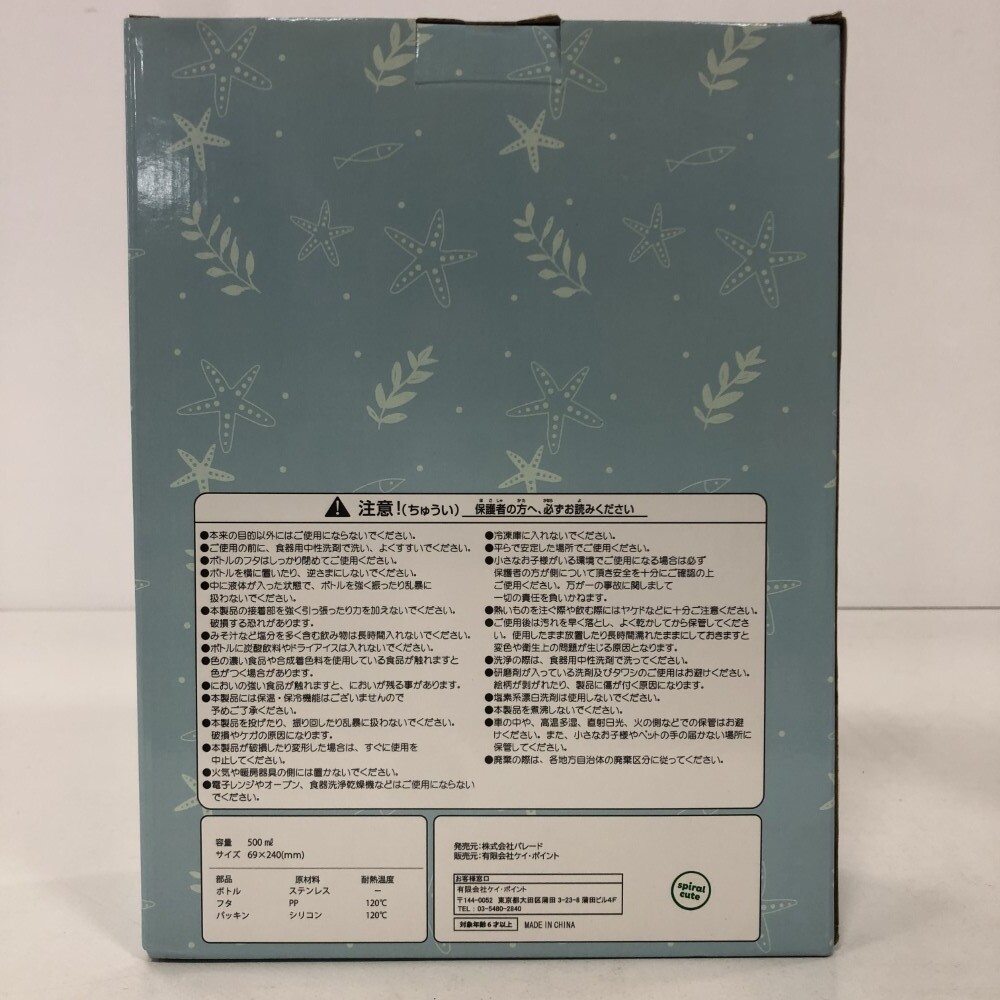 注意!(ちゅうい) 保護者の方へ、必ずお読みください
●本来の目的以外にはご使用にならないでください。
●ご使用の前に、食器用中性洗剤で洗い、よくすすいでください。
●ボトルのフタはしっかり閉めてご使用ください。
●ボトルを横に置いたり、逆さまにしないでください。
●中に液体が入った状態で、ボトルを強く振ったり乱暴に
扱わないでください。
●本製品の接着部を強く引っ張ったり力を加えないでください。
破損する恐れがあります。
●みそ汁など塩分を多く含む飲み物は長時間入れないでください。
●ボトルに炭酸飲料やドライアイスは入れないでください。
●色の濃い食品や合成着色料を使用している食品が触れますと
色がつく場合があります。
●においの強い食品が触れますと、においが残る事があります。
●本製品には保温・保冷機能はございませんので
予めご了承ください。
●本製品を投げたり、振り回したり乱暴に扱わないでください。
破損やケガの原因になります。
●本製品が破損したり変形した場合は、すぐに使用を
中止してください。
●火気や暖房器具の側には置かないでください。
●電子レンジやオーブン、食器洗浄乾燥機などはご使用にならない
でください。
●冷凍庫に入れないでください。
●平らで安定した場所でご使用ください。
●小さなお子様がいる環境でご使用になる場合は必ず
保護者の方が側について頂き安全を十分にご確認の上
ご使用ください。万が一の事故に関しまして
一切の責任を負いかねます。
●熱いものを注ぐ際や飲む際にはヤケドなどに十分ご注意ください。
●ご使用後は汚れを早く落とし、よく乾かしてから保管してくださ
い。使用したまま放置したり長時間濡れたままにしておきますと
変色や衛生上の問題が生じる原因となります。
●洗浄の際は、食器用中性洗剤で洗ってください。
●研磨剤が入っている洗剤及びタワシのご使用はお避けください。
絵柄が剥がれたり、製品に傷が付く原因になります。
●塩素系漂白洗剤は使用しないでください。
●本製品を煮沸しないでください。
●車の中や、高温多湿、直射日光、火の側などでの保管はお避
けください。また、小さなお子様やペットの手の届かない場所に
保管してください。
●廃棄の際は、各地方自治体の廃棄区分に従ってください。
容量 500㎖
サイズ 69×240(mm)
部品 原材料 耐熱温度
ボトル ステンレス ー
フタ PP 120℃
パッキン シリコン 120℃
発売元:株式会社パレード
販売元:有限会社ケイ・ポイント
お客様窓口
有限会社ケイ・ポイント
〒144-0052 東京都大田区蒲田 3-23-8 蒲田ビル4F
TEL:03-5480-2840
対象年齢6才以上 MADE IN CHINA
spiral
cute